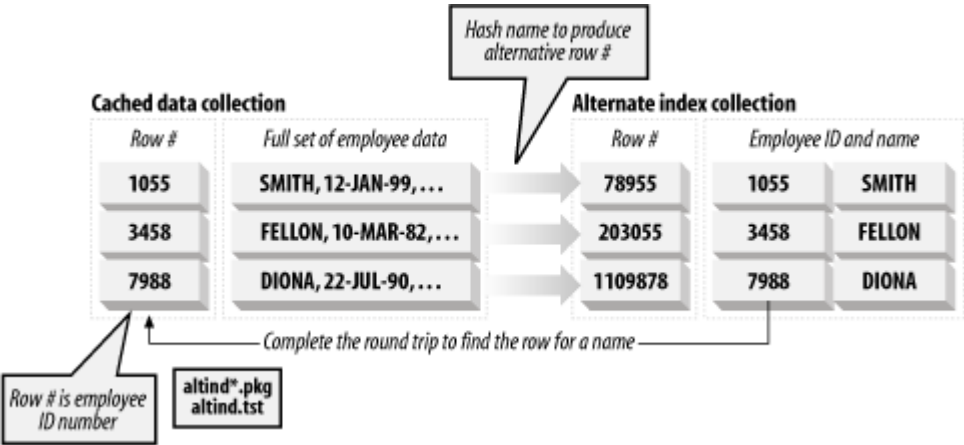 Hash name to produce
alternative row #
Cached data collection
Alternate index collection
Row # Full set of employee data Row # Employee ID and name
1055 SMITH, 12-JAN-99,... 78955 1055 SMITH
3458 FELLON, 10-MAR-82,... 203055 3458 FELLON
7988 DIONA, 22-JUL-90,... 1109878 7988 DIONA
Complete the round trip to find the row for a name
Row # is employee
ID number
altind*.pkg
altind.tst